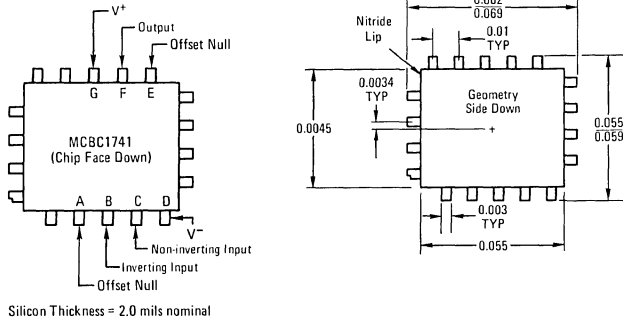 V+
Output
Offset Null
G F E
MCBC1741
(Chip Face Down)
A B C D
V−
Non-inverting Input
Inverting Input
Offset Null
Silicon Thickness = 2.0 mils nominal
0.069
Nitride
Lip
0.01
TYP
0.0034
TYP
Geometry
Side Down
+
0.0045
0.055
0.059
0.003
TYP
0.055